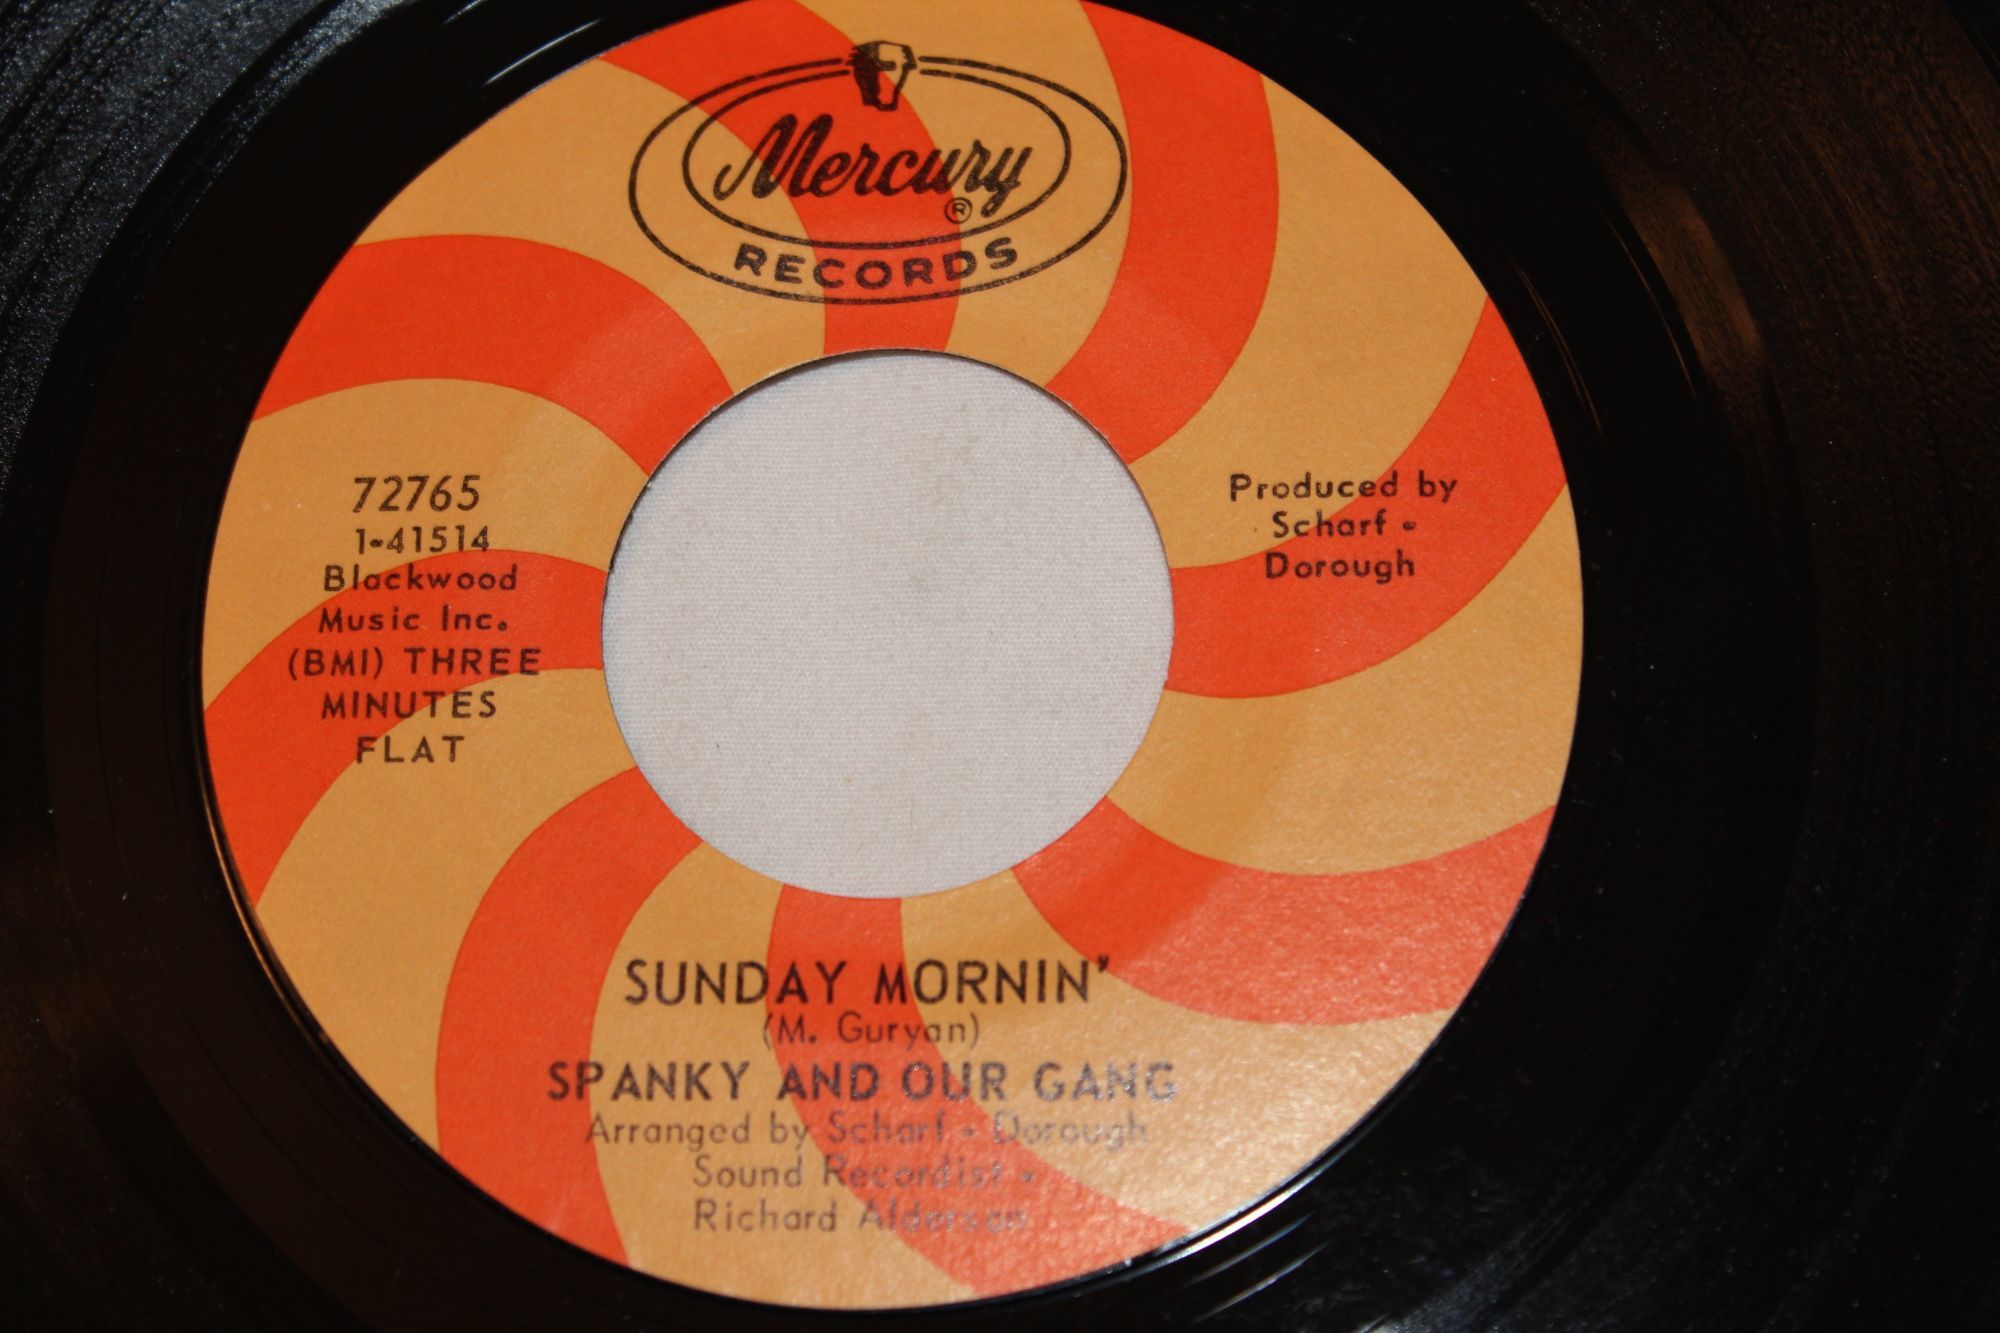 Mercury
®
RECORDS
72765
1-41514
Blackwood
Music Inc.
(BMI) THREE
MINUTES
FLAT
Produced by
Scharf -
Dorough
SUNDAY MORNIN'
(M. Guryan)
SPANKY AND OUR GANG
Arranged by Scharf - Dorough
Sound Recordist -
Richard Alderson